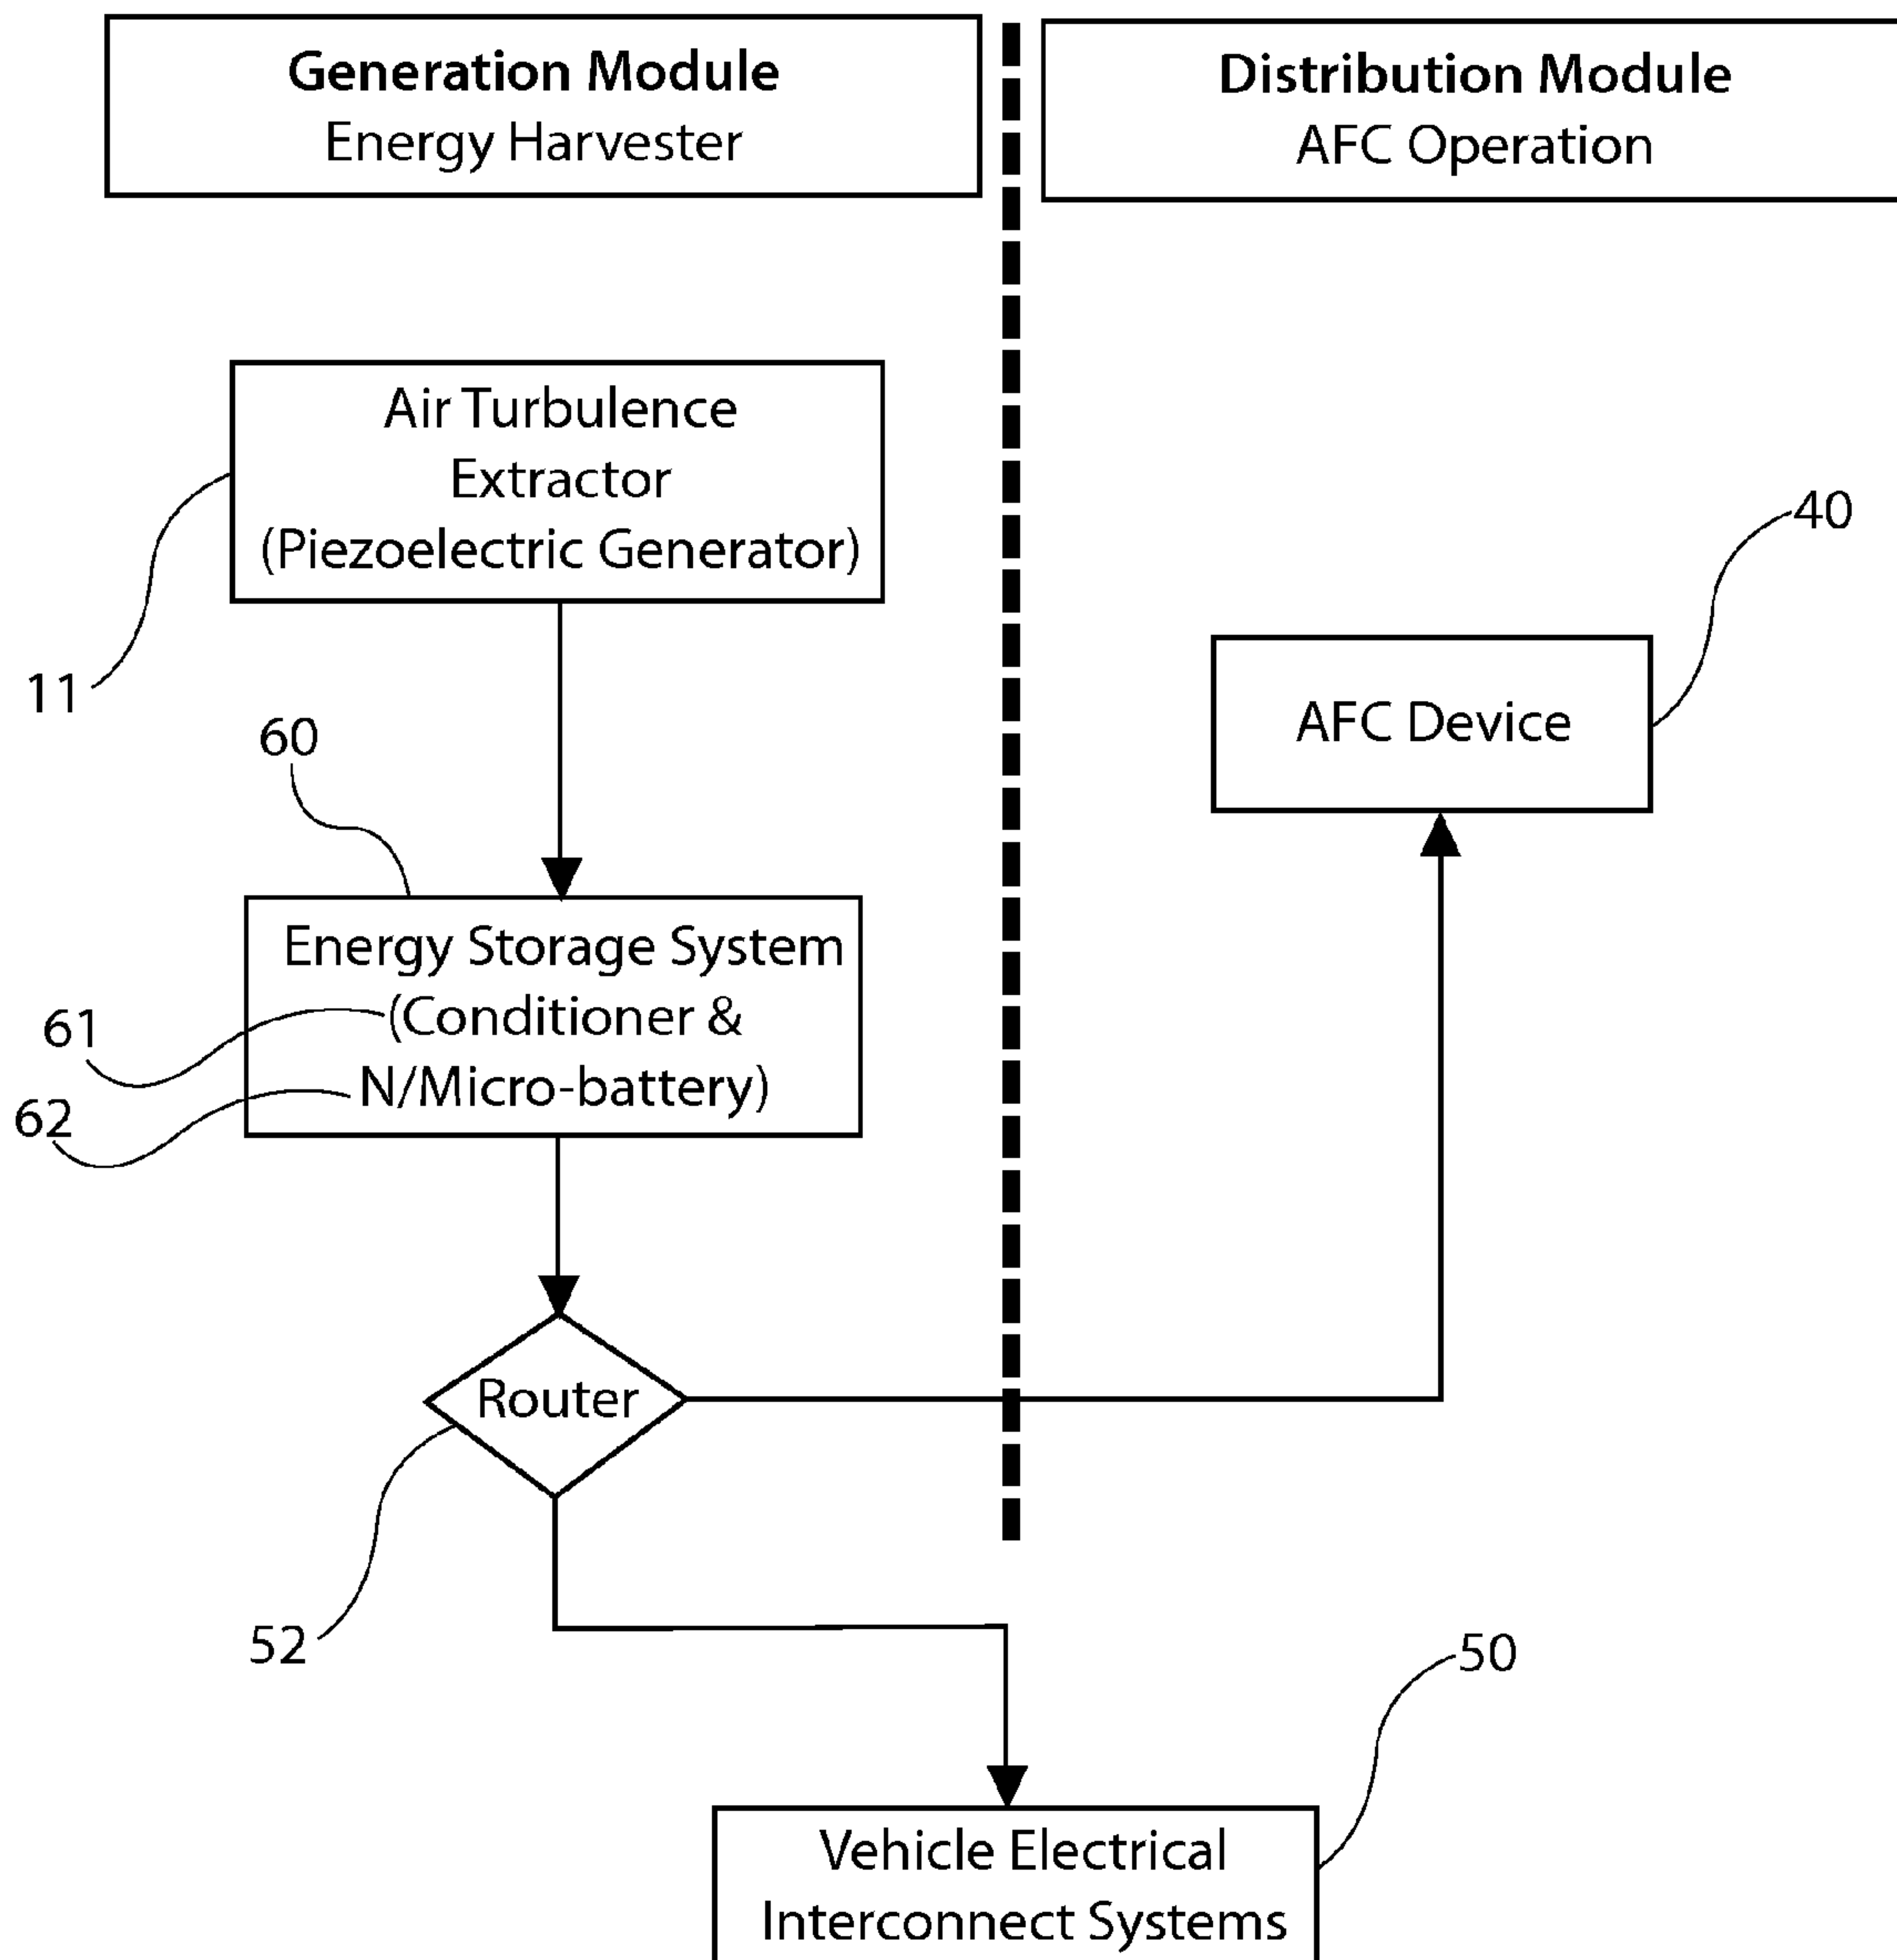 Generation Module
Energy Harvester
Distribution Module
AFC Operation
Air Turbulence
Extractor
(Piezoelectric Generator)
11
40
AFC Device
60
Energy Storage System
(Conditioner &
N/Micro-battery)
61
62
Router
52
50
Vehicle Electrical
Interconnect Systems